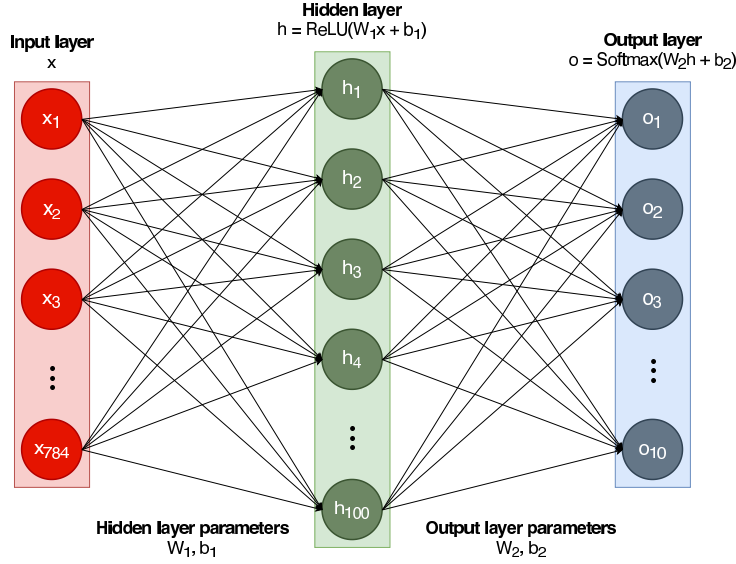 Input layer
x
x1
x2
x3
x784
Hidden layer
h = ReLU(W1x + b1)
h1
h2
h3
h4
h100
Output layer
o = Softmax(W2h + b2)
o1
o2
o3
o10
Hidden layer parameters
W1, b1
Output layer parameters
W2, b2